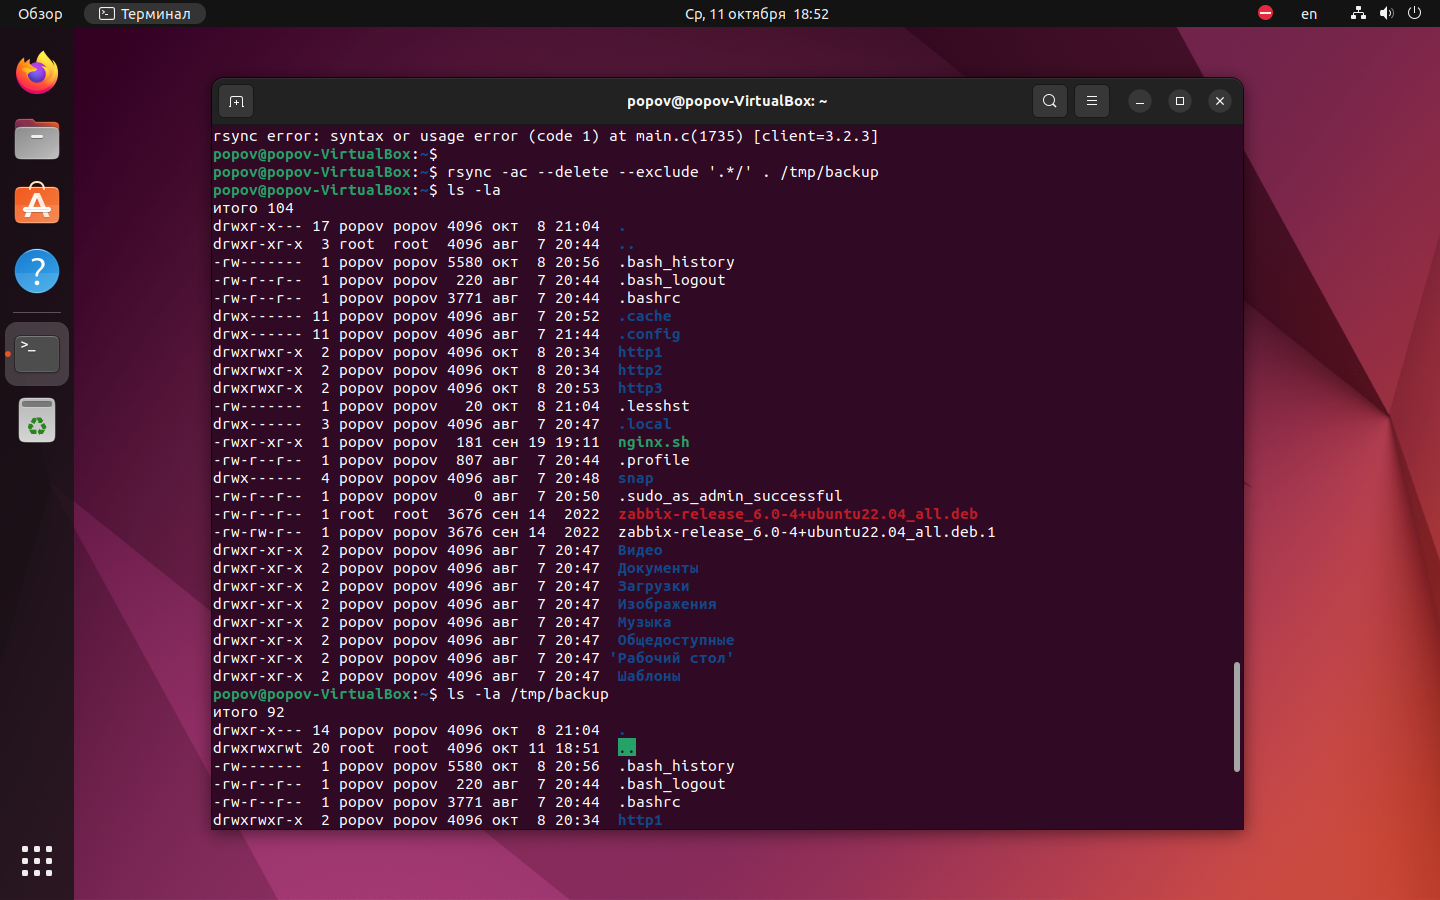 Обзор Терминал Ср, 11 октября 18:52 en
popov@popov-VirtualBox: ~
rsync error: syntax or usage error (code 1) at main.c(1735) [client=3.2.3]
popov@popov-VirtualBox:~$
popov@popov-VirtualBox:~$ rsync -ac --delete --exclude '.*/' . /tmp/backup
popov@popov-VirtualBox:~$ ls -la
итого 104
drwxr-x--- 17 popov popov 4096 окт  8 21:04  .
drwxr-xr-x  3 root  root  4096 авг  7 20:44  ..
-rw-------  1 popov popov 5580 окт  8 20:56  .bash_history
-rw-r--r--  1 popov popov  220 авг  7 20:44  .bash_logout
-rw-r--r--  1 popov popov 3771 авг  7 20:44  .bashrc
drwx------ 11 popov popov 4096 авг  7 20:52  .cache
drwx------ 11 popov popov 4096 авг  7 21:44  .config
drwxrwxr-x  2 popov popov 4096 окт  8 20:34  http1
drwxrwxr-x  2 popov popov 4096 окт  8 20:34  http2
drwxrwxr-x  2 popov popov 4096 окт  8 20:53  http3
-rw-------  1 popov popov   20 окт  8 21:04  .lesshst
drwx------  3 popov popov 4096 авг  7 20:47  .local
-rwxr-xr-x  1 popov popov  181 сен 19 19:11  nginx.sh
-rw-r--r--  1 popov popov  807 авг  7 20:44  .profile
drwx------  4 popov popov 4096 авг  7 20:48  snap
-rw-r--r--  1 popov popov    0 авг  7 20:50  .sudo_as_admin_successful
-rw-r--r--  1 root  root  3676 сен 14  2022  zabbix-release_6.0-4+ubuntu22.04_all.deb
-rw-rw-r--  1 popov popov 3676 сен 14  2022  zabbix-release_6.0-4+ubuntu22.04_all.deb.1
drwxr-xr-x  2 popov popov 4096 авг  7 20:47  Видео
drwxr-xr-x  2 popov popov 4096 авг  7 20:47  Документы
drwxr-xr-x  2 popov popov 4096 авг  7 20:47  Загрузки
drwxr-xr-x  2 popov popov 4096 авг  7 20:47  Изображения
drwxr-xr-x  2 popov popov 4096 авг  7 20:47  Музыка
drwxr-xr-x  2 popov popov 4096 авг  7 20:47  Общедоступные
drwxr-xr-x  2 popov popov 4096 авг  7 20:47 'Рабочий стол'
drwxr-xr-x  2 popov popov 4096 авг  7 20:47  Шаблоны
popov@popov-VirtualBox:~$ ls -la /tmp/backup
итого 92
drwxr-x--- 14 popov popov 4096 окт  8 21:04  .
drwxrwxrwt 20 root  root  4096 окт 11 18:51  ..
-rw-------  1 popov popov 5580 окт  8 20:56  .bash_history
-rw-r--r--  1 popov popov  220 авг  7 20:44  .bash_logout
-rw-r--r--  1 popov popov 3771 авг  7 20:44  .bashrc
drwxrwxr-x  2 popov popov 4096 окт  8 20:34  http1